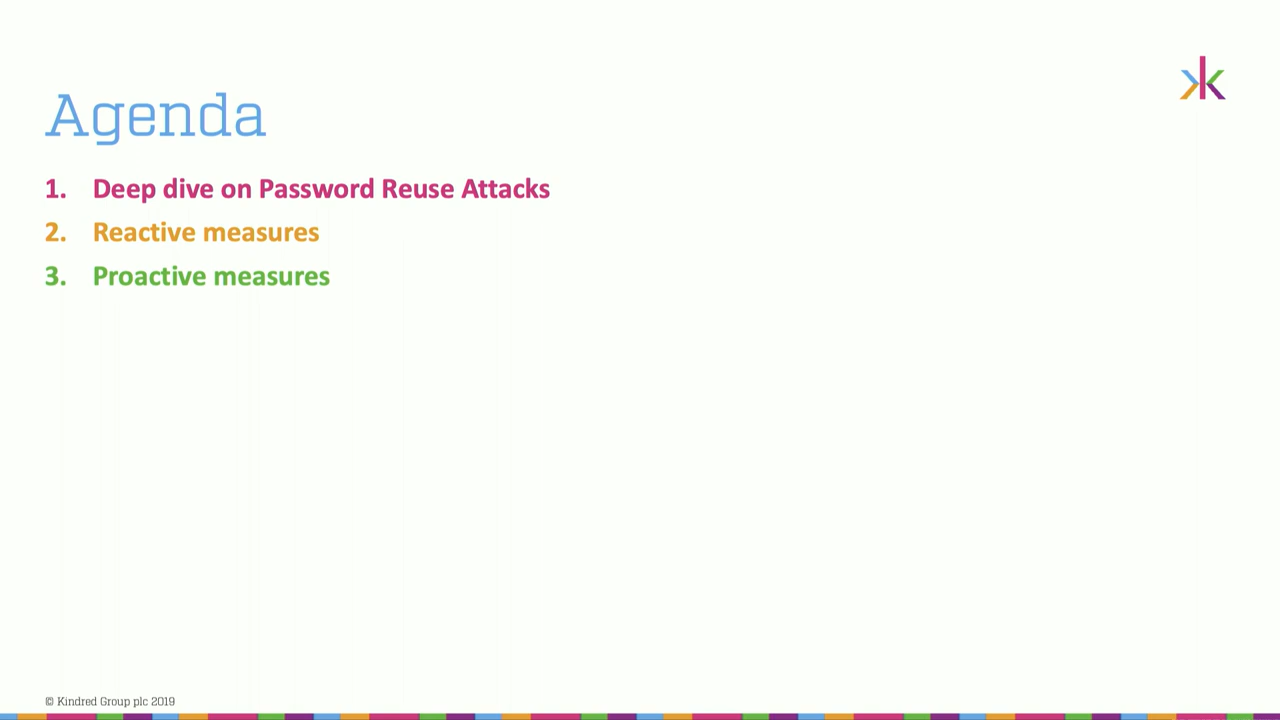 Agenda
1. Deep dive on Password Reuse Attacks
2. Reactive measures
3. Proactive measures
© Kindred Group plc 2019